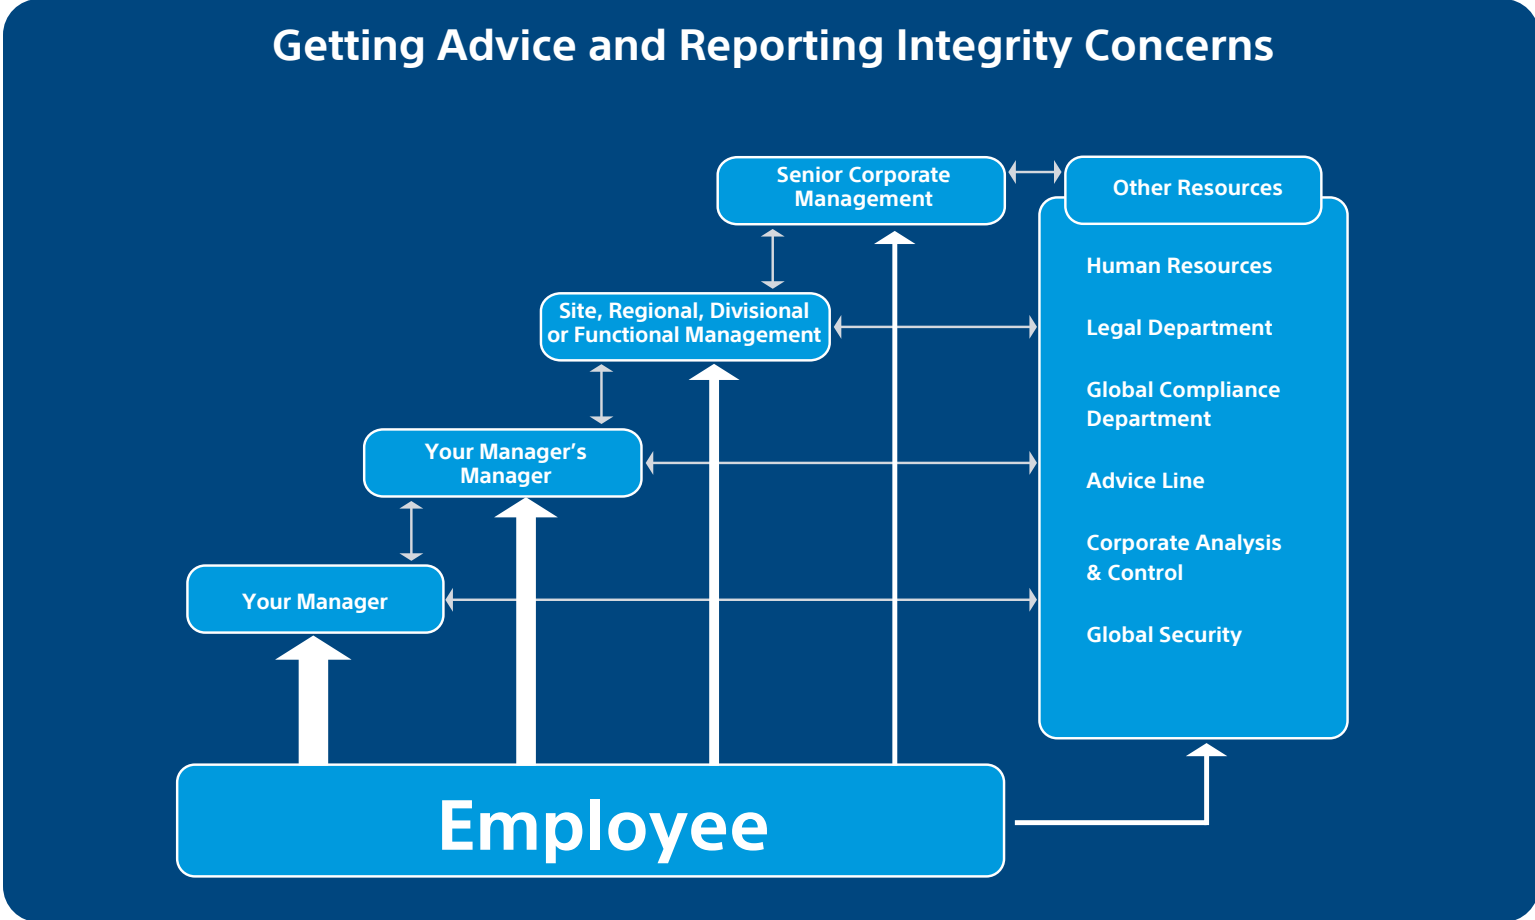 Getting Advice and Reporting Integrity Concerns
Senior Corporate
Management
Other Resources
Human Resources
Legal Department
Global Compliance
Department
Advice Line
Corporate Analysis
& Control
Global Security
Site, Regional, Divisional
or Functional Management
Your Manager’s
Manager
Your Manager
Employee